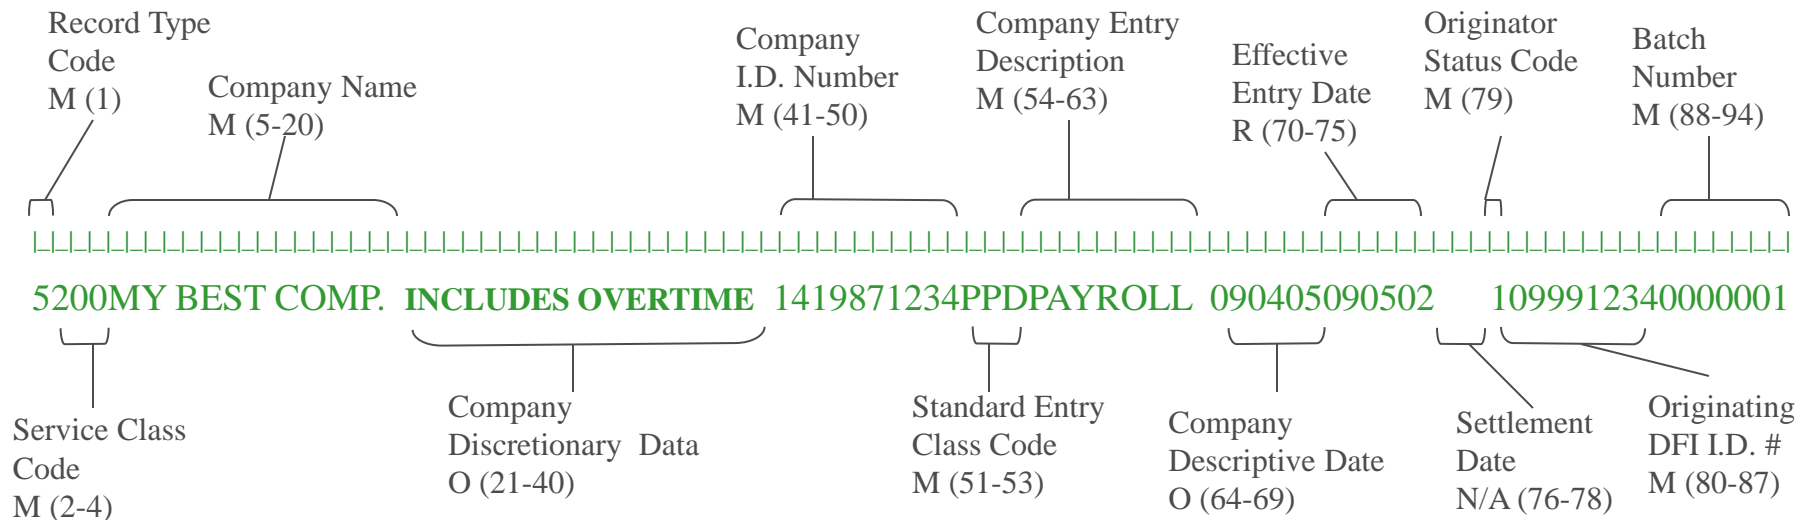 Record Type
Code
M (1)
Company Name
M (5-20)
Company
I.D. Number
M (41-50)
Company Entry
Description
M (54-63)
Effective
Entry Date
R (70-75)
Originator
Status Code
M (79)
Batch
Number
M (88-94)
5200MY BEST COMP. INCLUDES OVERTIME 1419871234PPDPAYROLL 090405090502 1099912340000001
Service Class
Code
M (2-4)
Company
Discretionary Data
O (21-40)
Standard Entry
Class Code
M (51-53)
Company
Descriptive Date
O (64-69)
Settlement
Date
N/A (76-78)
Originating
DFI I.D. #
M (80-87)